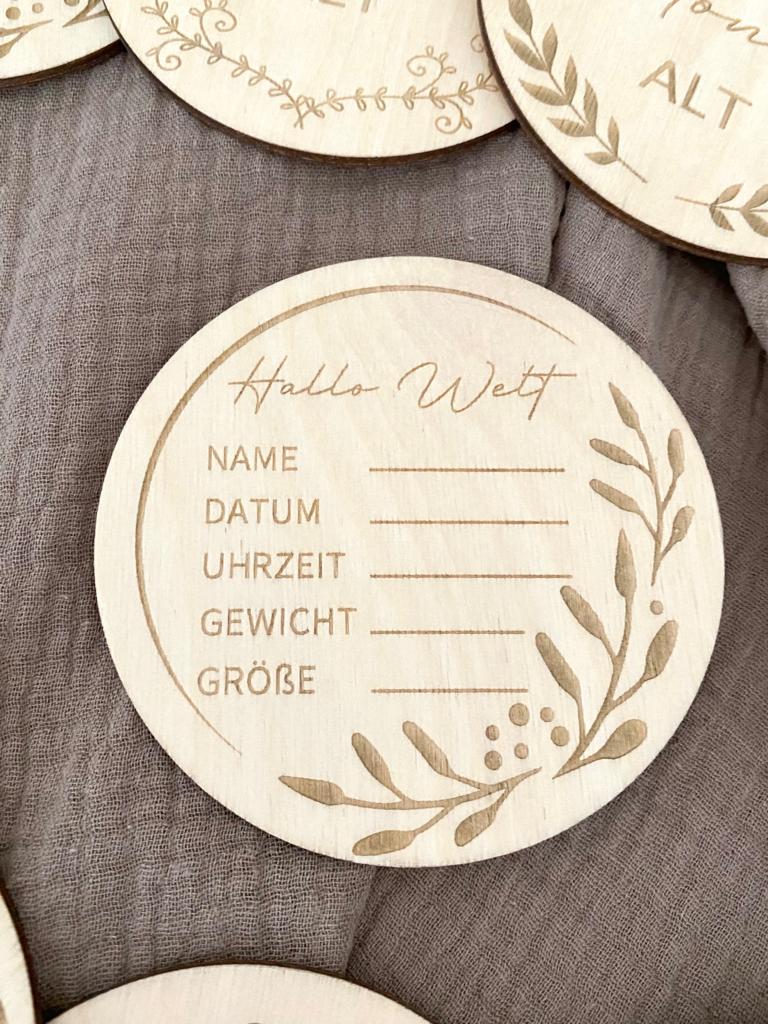 ALT
Hallo Welt
NAME
DATUM
UHRZEIT
GEWICHT
GRÖßE